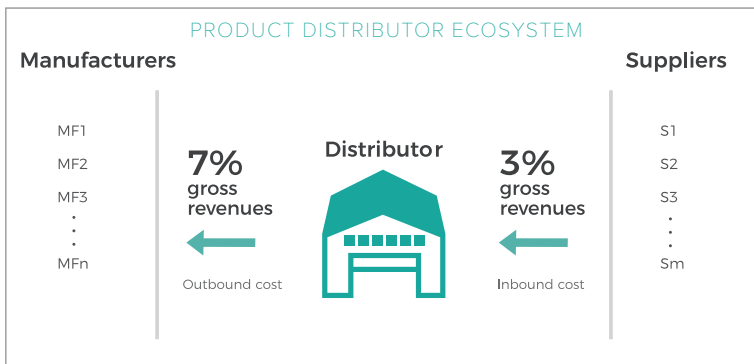 PRODUCT DISTRIBUTOR ECOSYSTEM
Manufacturers
MF1
MF2
MF3
.
.
.
MFn
7%
gross
revenues
Outbound cost
Distributor
3%
gross
revenues
Inbound cost
Suppliers
S1
S2
S3
.
.
.
Sm